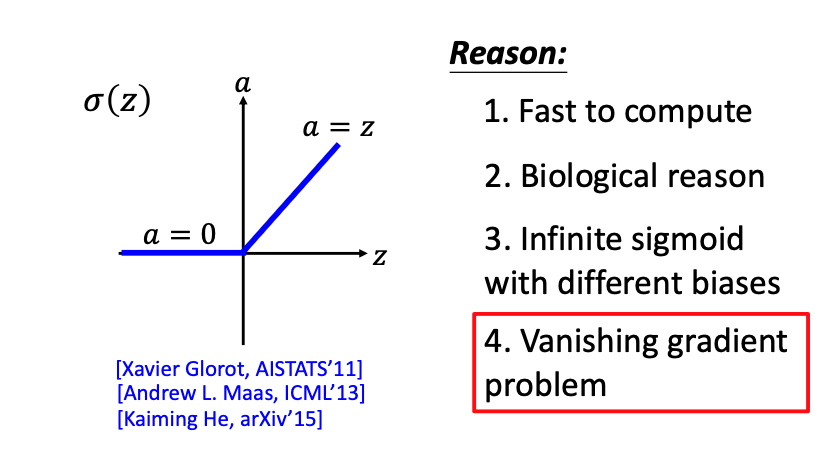 σ(z)
a
a = z
a = 0
z
[Xavier Glorot, AISTATS’11]
[Andrew L. Maas, ICML’13]
[Kaiming He, arXiv’15]
Reason:
1. Fast to compute
2. Biological reason
3. Infinite sigmoid
with different biases
4. Vanishing gradient
problem